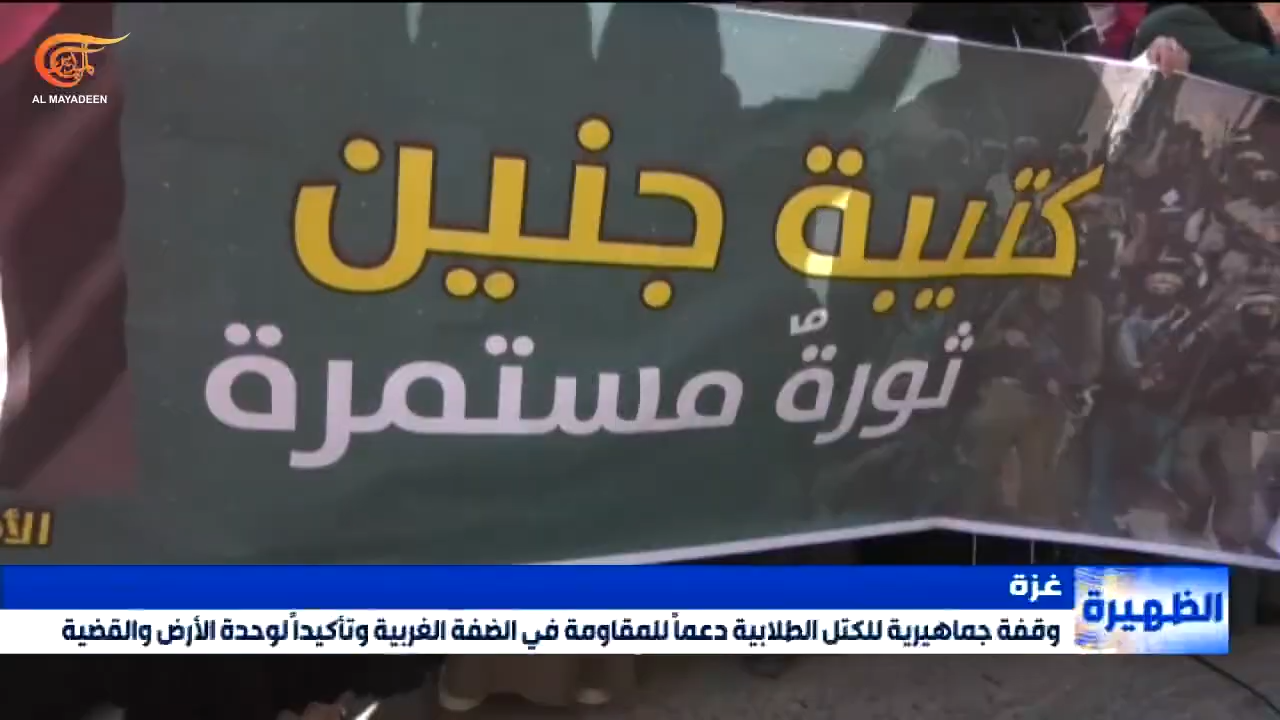 AL MAYADEEN
كتيبة جنين
ثورةٌ مستمرة
غزة
الظهيرة
وقفة جماهيرية للكتل الطلابية دعماً للمقاومة في الضفة الغربية وتأكيداً لوحدة الأرض والقضية